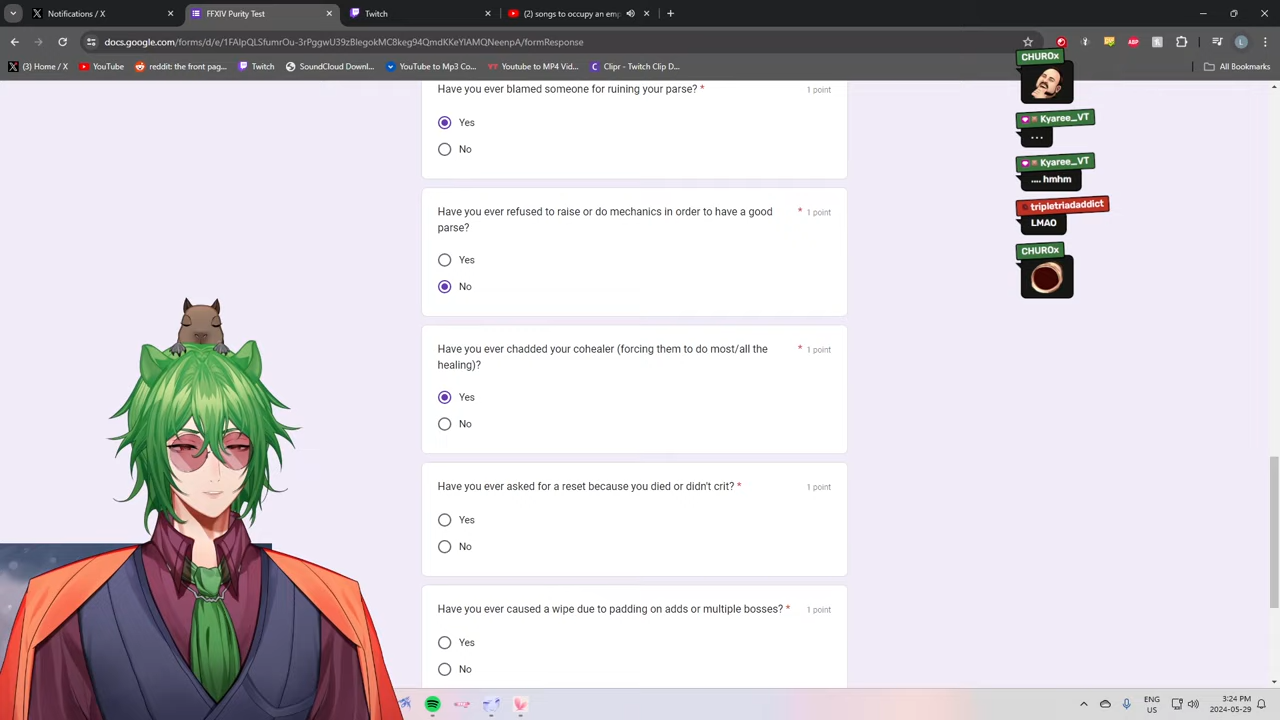 Notifications / X
FFXIV Purity Test
Twitch
(2) songs to occupy an em
docs.google.com/forms/d/e/1FAIpQLSfumrOu-3rPggwU39zBlegokMC8keg94QmdKKeYlAMQNeenpA/formResponse
(3) Home / X
YouTube
reddit: the front pag...
Twitch
SoundCloud Downl...
Youtube to Mp3 Co...
Youtube to MP4 Vid...
Clipr - Twitch Clip D...
All Bookmarks
Have you ever blamed someone for ruining your parse? *
1 point
Yes
No
Have you ever refused to raise or do mechanics in order to have a good
parse?
* 1 point
Yes
No
Have you ever chadded your cohealer (forcing them to do most/all the
healing)?
* 1 point
Yes
No
Have you ever asked for a reset because you died or didn't crit? *
1 point
Yes
No
Have you ever caused a wipe due to padding on adds or multiple bosses? *
1 point
Yes
No
CHUROx
Kyaree_VT
...
Kyaree_VT
.... hmhm
tripletriadaddict
LMAO
CHUROx
ENG
US
3:24 PM
2024-05-29